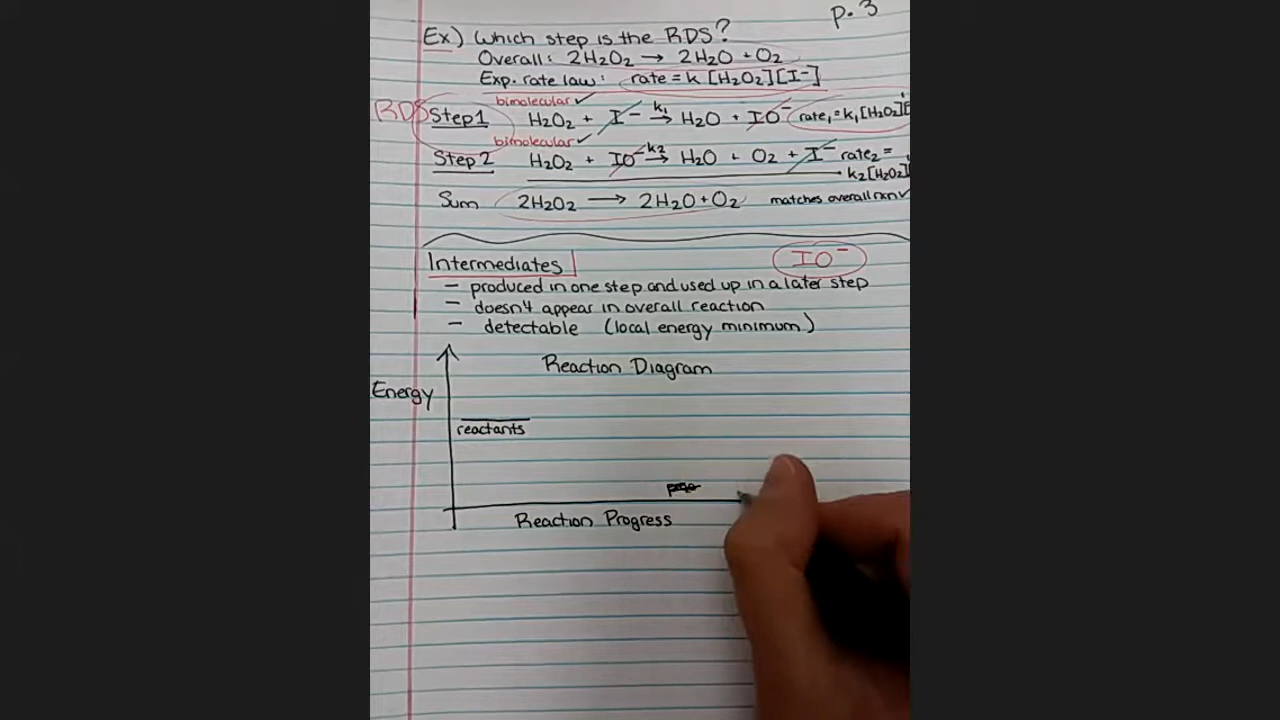 p. 3
Ex) Which step is the RDS?
Overall: 2H₂O₂ → 2H₂O + O₂
Exp. rate law: rate = k [H₂O₂][I⁻]
bimolecular ✓
RDS Step 1 H₂O₂ + I⁻ →k₁ H₂O + IO⁻ rate₁ = k₁[H₂O₂]¹[
bimolecular ✓
Step 2 H₂O₂ + IO⁻ →k₂ H₂O + O₂ + I⁻ rate₂ =
k₂[H₂O₂]¹[
Sum 2H₂O₂ → 2H₂O + O₂ matches overall rxn ✓
Intermediates IO⁻
- produced in one step and used up in a later step
- doesn't appear in overall reaction
- detectable (local energy minimum)
Reaction Diagram
Energy
reactants
Reaction Progress